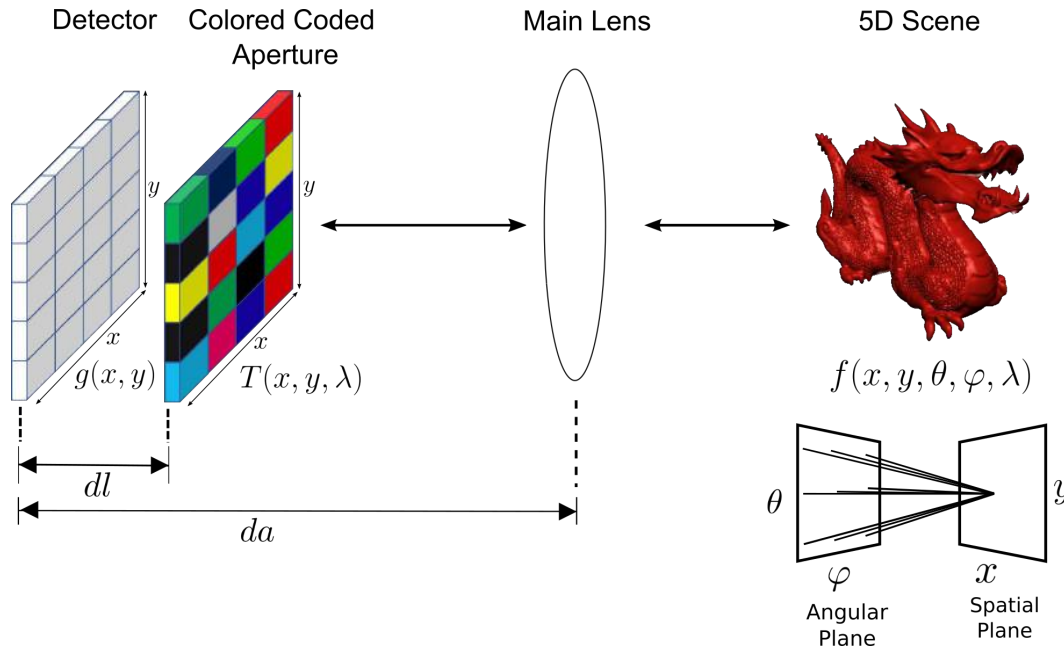 Detector
Colored Coded
Aperture
Main Lens
5D Scene
y
y
x
x
g(x, y)
T(x, y, λ)
f(x, y, θ, φ, λ)
dl
da
θ
y
φ
x
Angular
Plane
Spatial
Plane